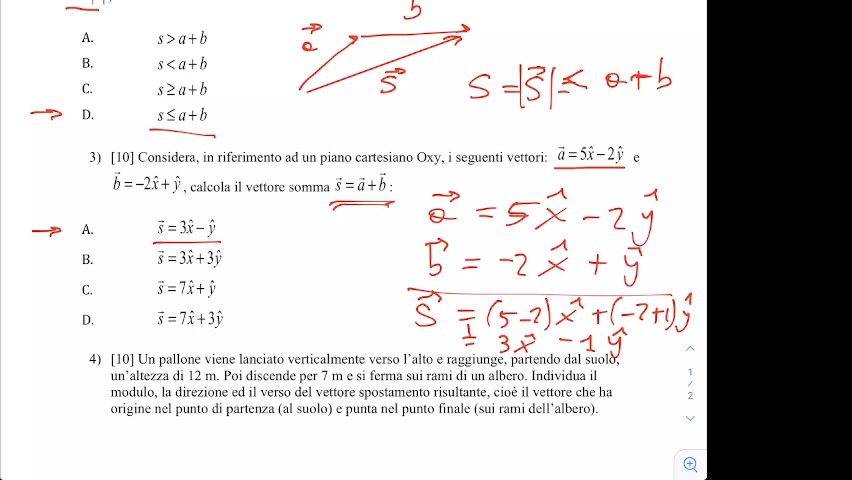 b
A. s > a + b
a⃗
B. s < a + b
s⃗
C. s ≥ a + b
S = |S⃗| ≤ a + b
D. s ≤ a + b
3) [10] Considera, in riferimento ad un piano cartesiano Oxy, i seguenti vettori: a⃗ = 5x̂ − 2ŷ e
b⃗ = −2x̂ + ŷ, calcola il vettore somma s⃗ = a⃗ + b⃗ :
a⃗ = 5x̂ − 2ŷ
A. s⃗ = 3x̂ − ŷ
B. s⃗ = 3x̂ + 3ŷ
b⃗ = −2x̂ + ŷ
C. s⃗ = 7x̂ + ŷ
D. s⃗ = 7x̂ + 3ŷ
S⃗ = (5−2)x̂ + (−2+1)ŷ
= 3x̂ − 1ŷ
4) [10] Un pallone viene lanciato verticalmente verso l'alto e raggiunge, partendo dal suolo,
un'altezza di 12 m. Poi discende per 7 m e si ferma sui rami di un albero. Individua il
modulo, la direzione ed il verso del vettore spostamento risultante, cioè il vettore che ha
origine nel punto di partenza (al suolo) e punta nel punto finale (sui rami dell'albero).
1
/
2